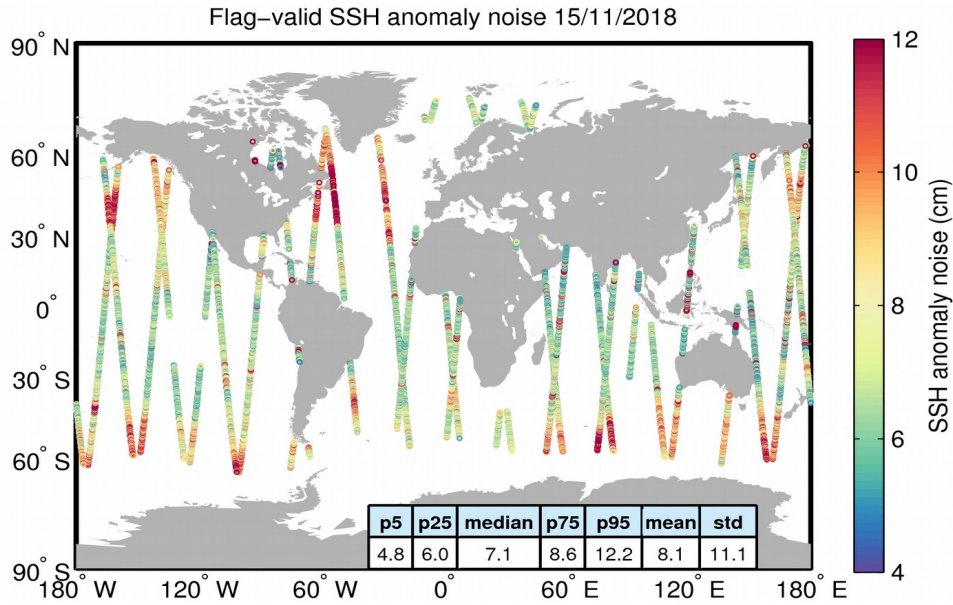 Flag−valid SSH anomaly noise 15/11/2018
90° N
60° N
30° N
0°
30° S
60° S
90° S
180° W
120° W
60° W
0°
60° E
120° E
180° E
p5 p25 median p75 p95 mean std
4.8 6.0 7.1 8.6 12.2 8.1 11.1
12
10
8
6
4
SSH anomaly noise (cm)